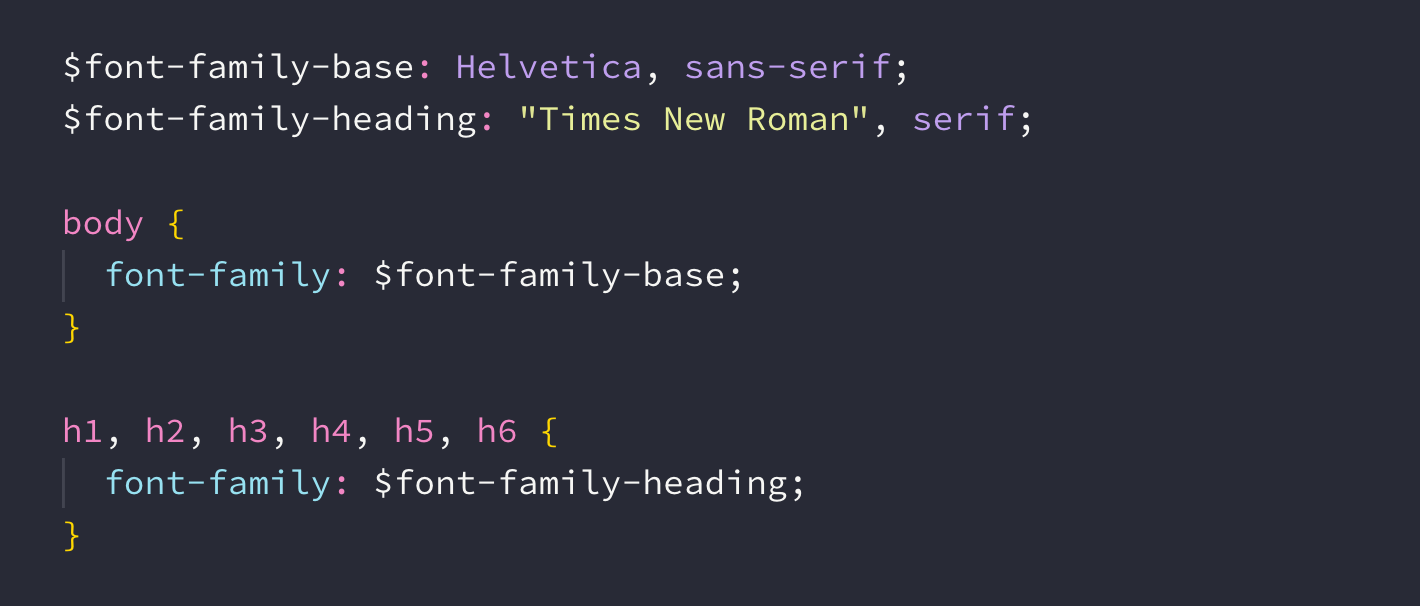 $font-family-base: Helvetica, sans-serif;
$font-family-heading: "Times New Roman", serif;
body {
font-family: $font-family-base;
}
h1, h2, h3, h4, h5, h6 {
font-family: $font-family-heading;
}